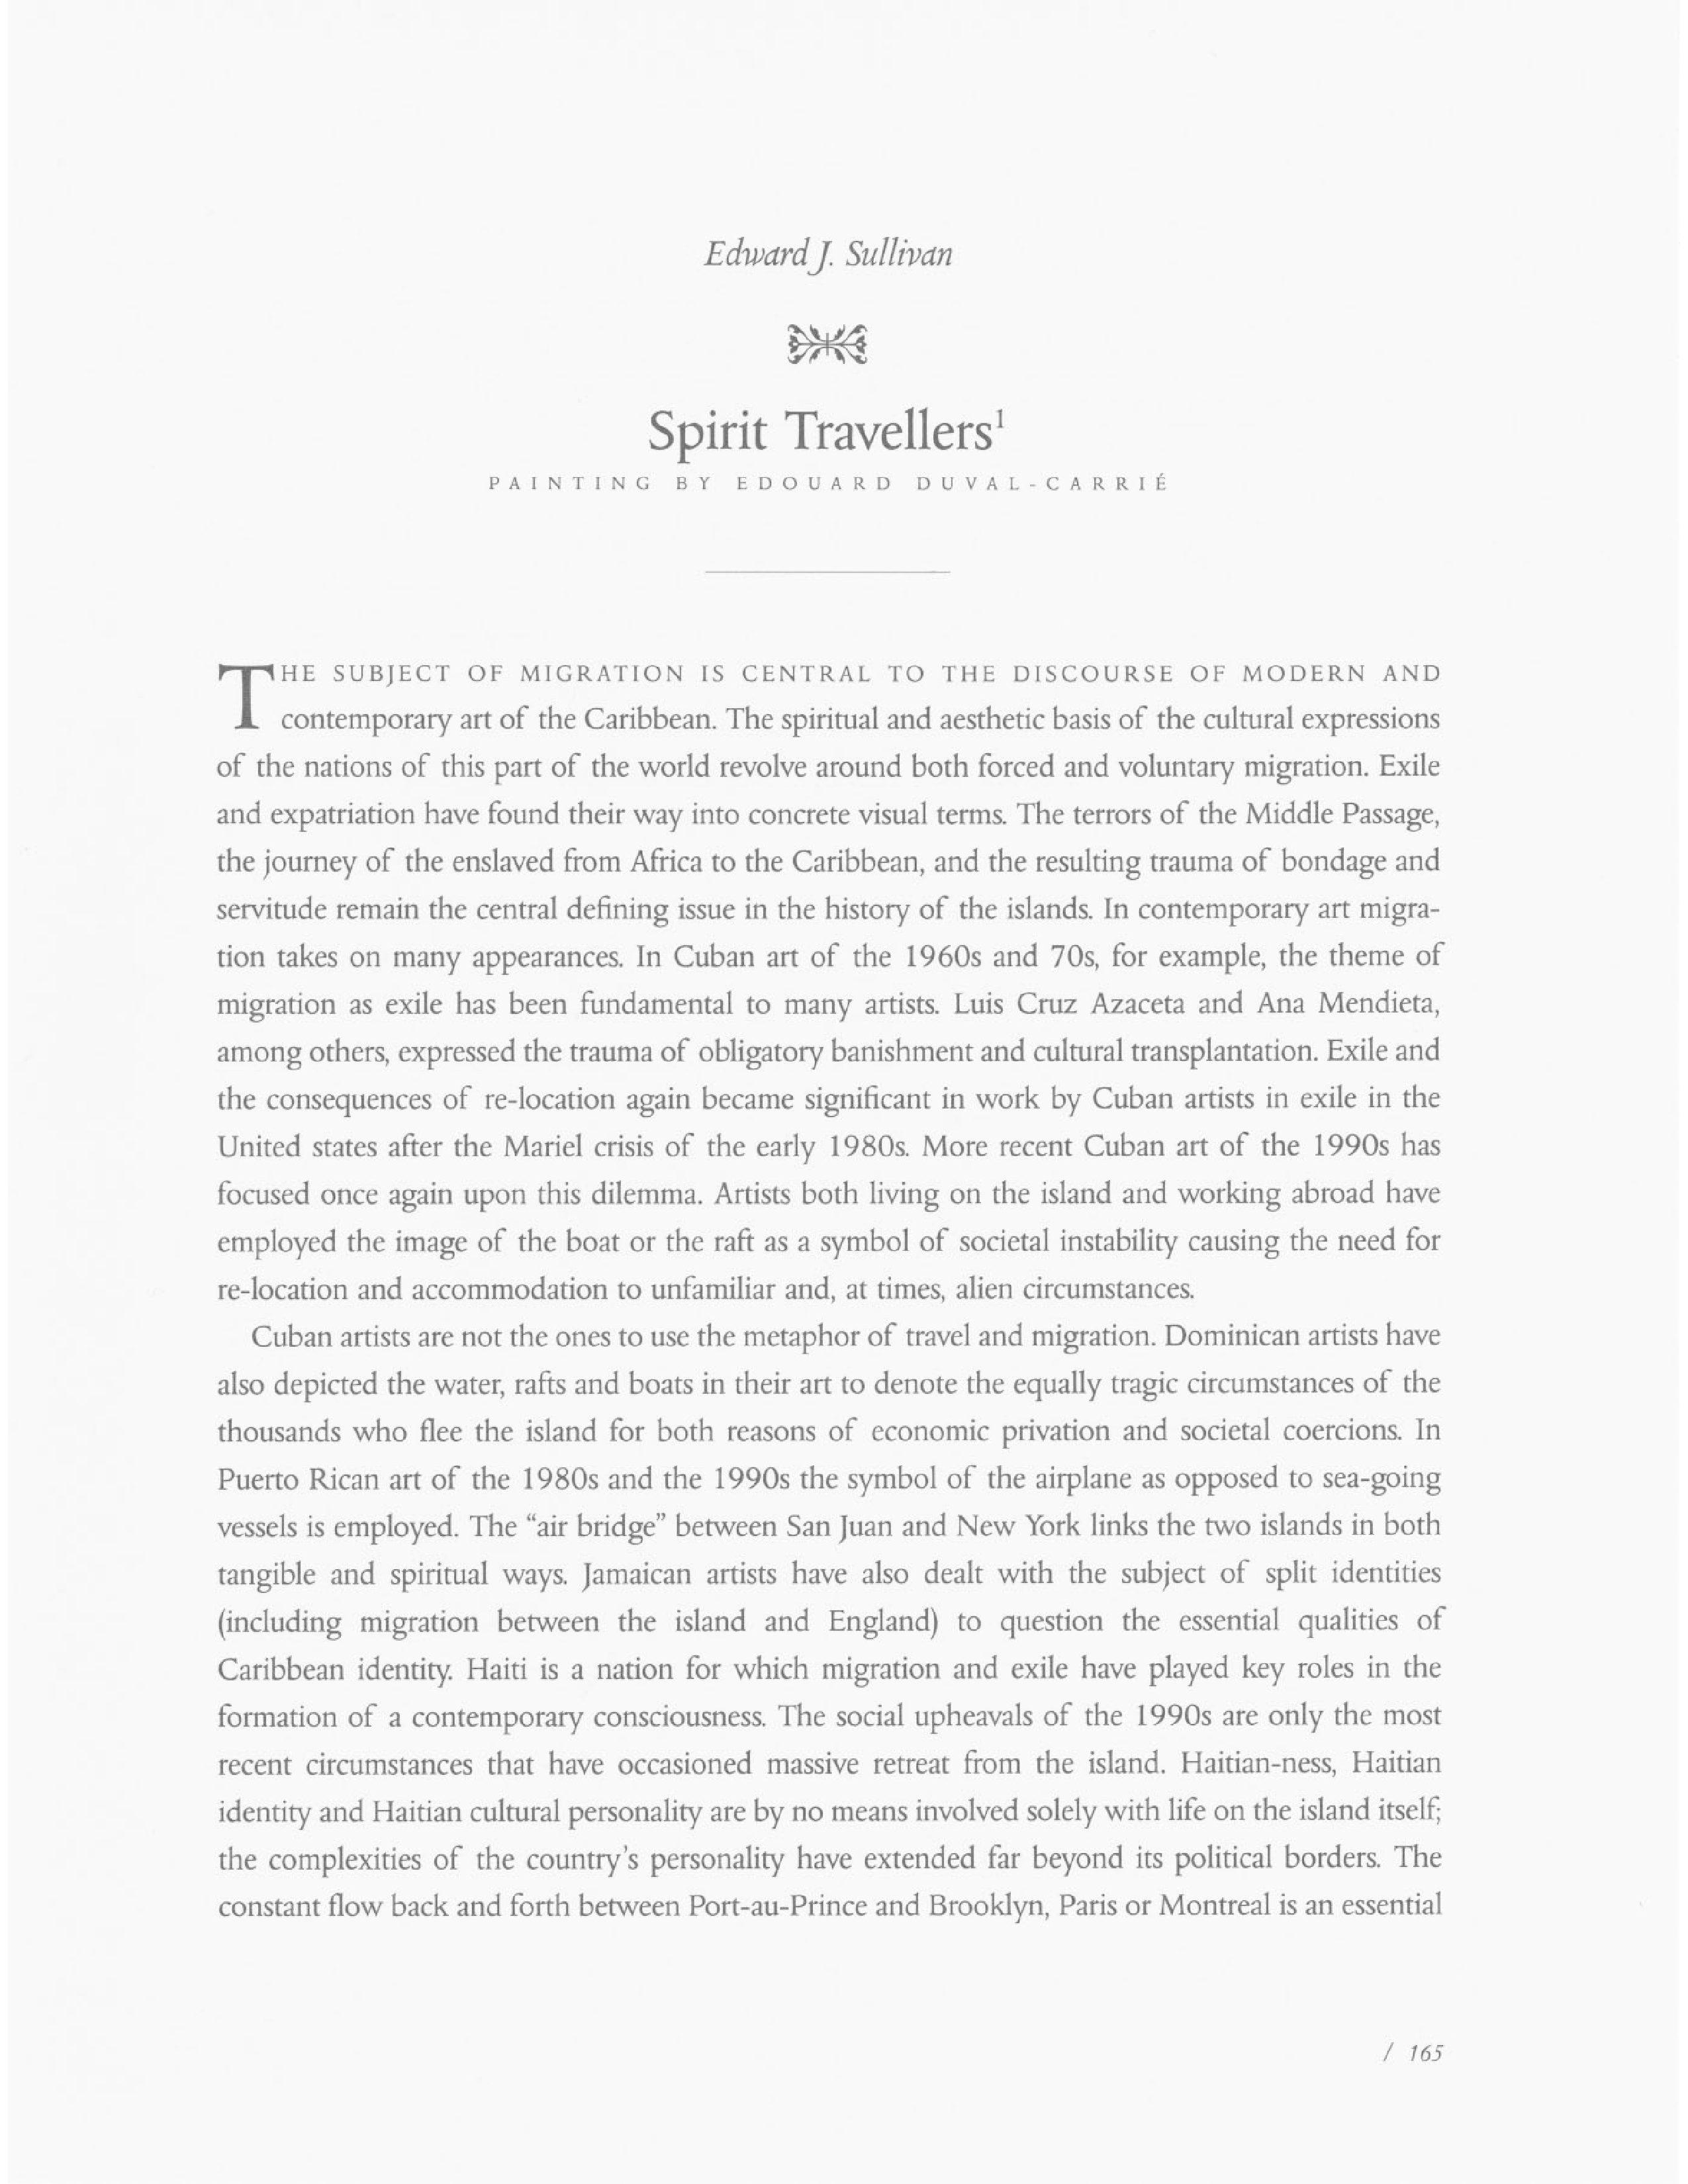 Edward J. Sullivan
Spirit Travellers1
PAINTING BY EDOUARD DUVAL-CARRIÉ
THE SUBJECT OF MIGRATION IS CENTRAL TO THE DISCOURSE OF MODERN AND
contemporary art of the Caribbean. The spiritual and aesthetic basis of the cultural expressions
of the nations of this part of the world revolve around both forced and voluntary migration. Exile
and expatriation have found their way into concrete visual terms. The terrors of the Middle Passage,
the journey of the enslaved from Africa to the Caribbean, and the resulting trauma of bondage and
servitude remain the central defining issue in the history of the islands. In contemporary art migra-
tion takes on many appearances. In Cuban art of the 1960s and 70s, for example, the theme of
migration as exile has been fundamental to many artists. Luis Cruz Azaceta and Ana Mendieta,
among others, expressed the trauma of obligatory banishment and cultural transplantation. Exile and
the consequences of re-location again became significant in work by Cuban artists in exile in the
United states after the Mariel crisis of the early 1980s. More recent Cuban art of the 1990s has
focused once again upon this dilemma. Artists both living on the island and working abroad have
employed the image of the boat or the raft as a symbol of societal instability causing the need for
re-location and accommodation to unfamiliar and, at times, alien circumstances.
Cuban artists are not the ones to use the metaphor of travel and migration. Dominican artists have
also depicted the water, rafts and boats in their art to denote the equally tragic circumstances of the
thousands who flee the island for both reasons of economic privation and societal coercions. In
Puerto Rican art of the 1980s and the 1990s the symbol of the airplane as opposed to sea-going
vessels is employed. The “air bridge” between San Juan and New York links the two islands in both
tangible and spiritual ways. Jamaican artists have also dealt with the subject of split identities
(including migration between the island and England) to question the essential qualities of
Caribbean identity. Haiti is a nation for which migration and exile have played key roles in the
formation of a contemporary consciousness. The social upheavals of the 1990s are only the most
recent circumstances that have occasioned massive retreat from the island. Haitian-ness, Haitian
identity and Haitian cultural personality are by no means involved solely with life on the island itself;
the complexities of the country’s personality have extended far beyond its political borders. The
constant flow back and forth between Port-au-Prince and Brooklyn, Paris or Montreal is an essential
/ 165